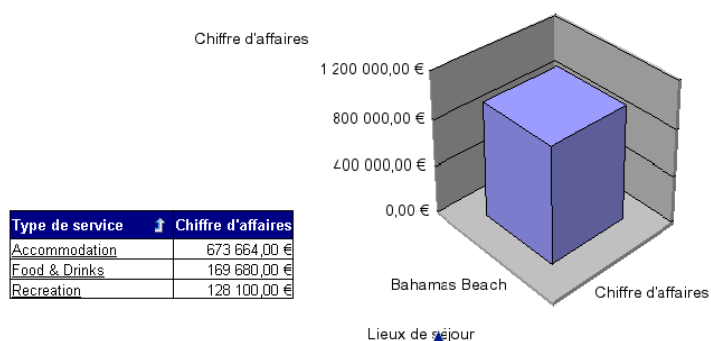 Chiffre d'affaires
1 200 000,00 €
800 000,00 €
400 000,00 €
0,00 €
Type de service Chiffre d'affaires
Accommodation 673 664,00 €
Food & Drinks 169 680,00 €
Recreation 128 100,00 €
Bahamas Beach
Chiffre d'affaires
Lieux de séjour